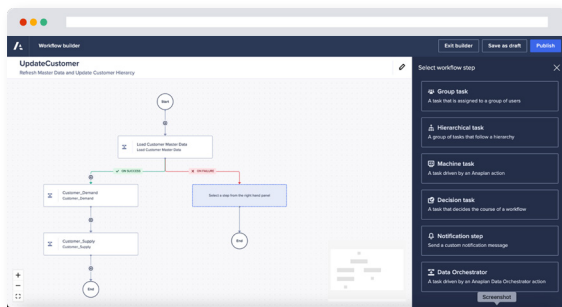 Workflow builder
Exit builder
Save as draft
Publish
UpdateCustomer
Refresh Master Data and Update Customer Hierarcy
Start
Load Customer Master Data
Load Customer Master Data
ON SUCCESS
ON FAILURE
Customer_Demand
Customer_Demand
Select a step from the right hand panel
Customer_Supply
Customer_Supply
End
End
Select workflow step
Group task
A task that is assigned to a group of users
Hierarchical task
A group of tasks that follow a hierarchy
Machine task
A task driven by an Anaplan action
Decision task
A task that decides the course of a workflow
Notification step
Send a custom notification message
Data Orchestrator
A task driven by an Anaplan Data Orchestrator action
Screenshot